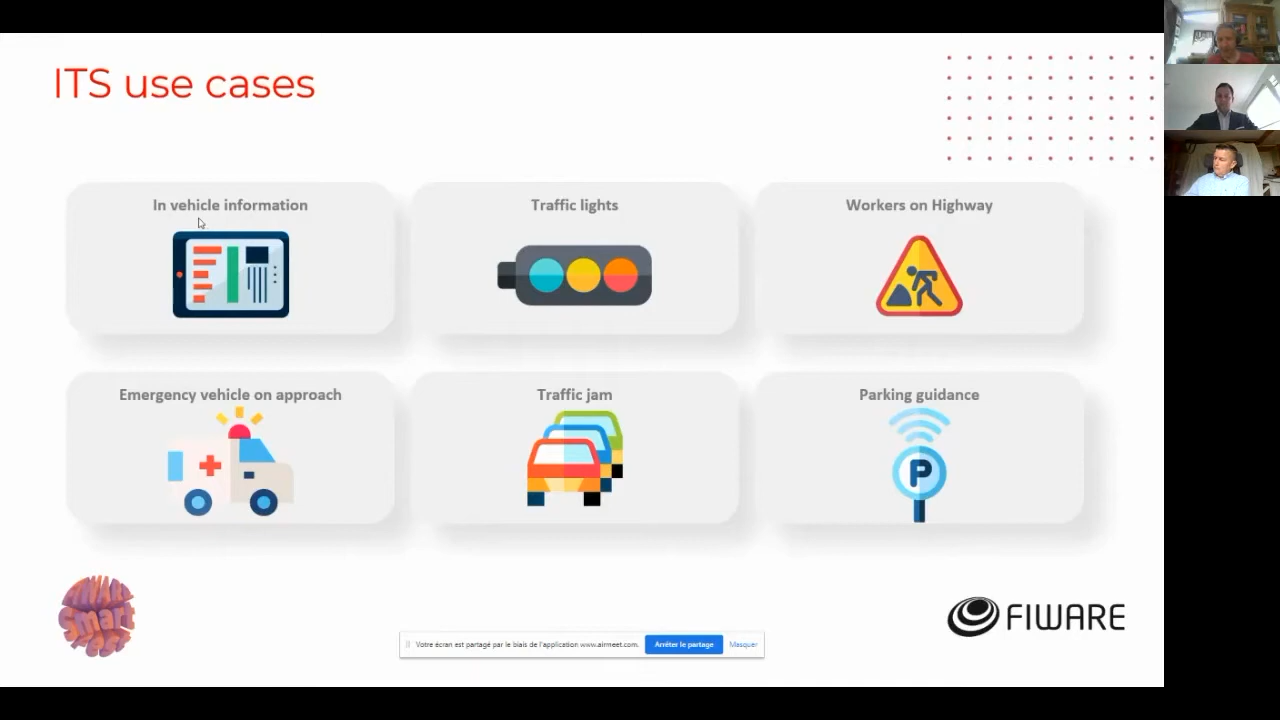 ITS use cases
In vehicle information
Traffic lights
Workers on Highway
Emergency vehicle on approach
Traffic jam
Parking guidance
P
Smart
FIWARE
Votre écran est partagé par le biais de l'application www.airmeet.com.
Arrêter le partage
Masquer